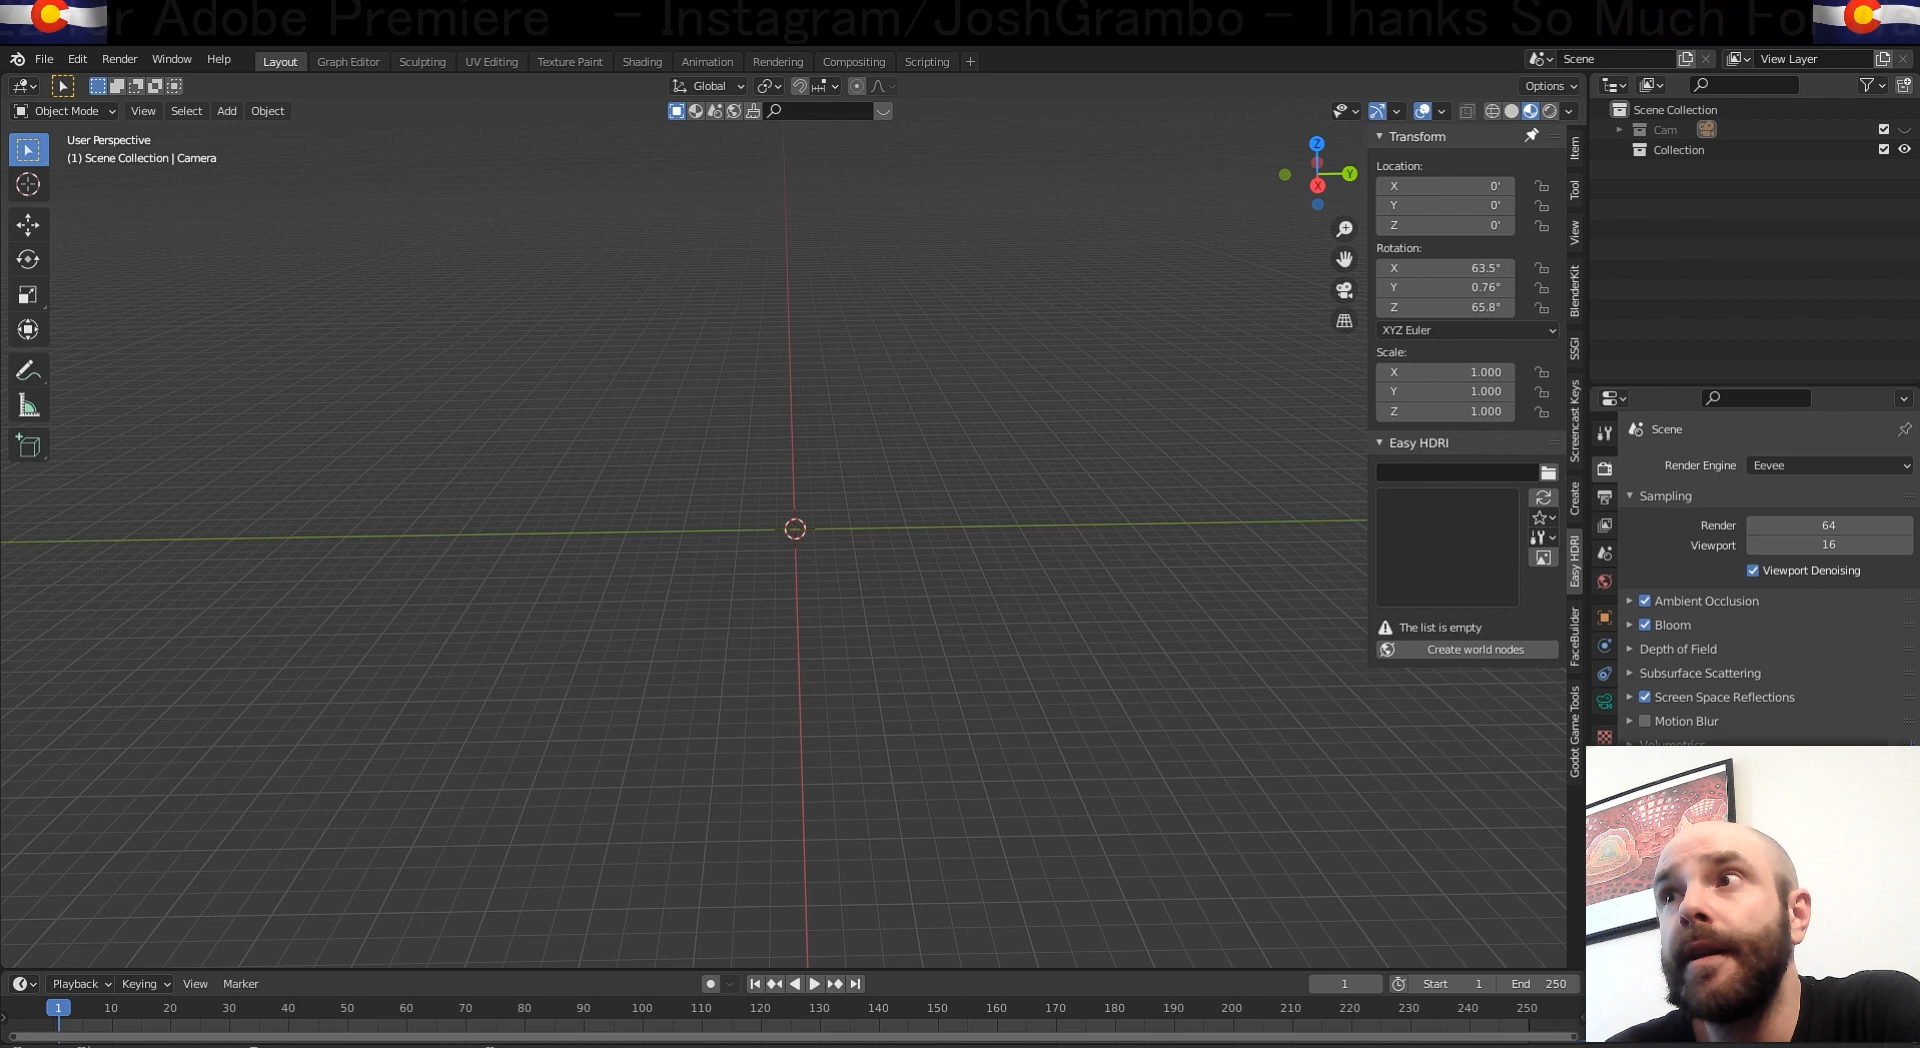 r Adobe Premiere – Instagram/JoshGrambo – Thanks So Much For
File Edit Render Window Help Layout Graph Editor Sculpting UV Editing Texture Paint Shading Animation Rendering Compositing Scripting + Scene View Layer
Global Options
Object Mode View Select Add Object
User Perspective
(1) Scene Collection | Camera
Z
Y
X
Transform
Location:
X 0'
Y 0'
Z 0'
Rotation:
X 63.5°
Y 0.76°
Z 65.8°
XYZ Euler
Scale:
X 1.000
Y 1.000
Z 1.000
Easy HDRI
The list is empty
Create world nodes
Item
Tool
View
BlenderKit
SSGI
Screencast Keys
Create
Easy HDRI
FaceBuilder
Godot Game Tools
Scene Collection
Cam
Collection
Scene
Render Engine Eevee
Sampling
Render 64
Viewport 16
Viewport Denoising
Ambient Occlusion
Bloom
Depth of Field
Subsurface Scattering
Screen Space Reflections
Motion Blur
Volumetrics
Playback Keying View Marker 1 Start 1 End 250
1 10 20 30 40 50 60 70 80 90 100 110 120 130 140 150 160 170 180 190 200 210 220 230 240 250